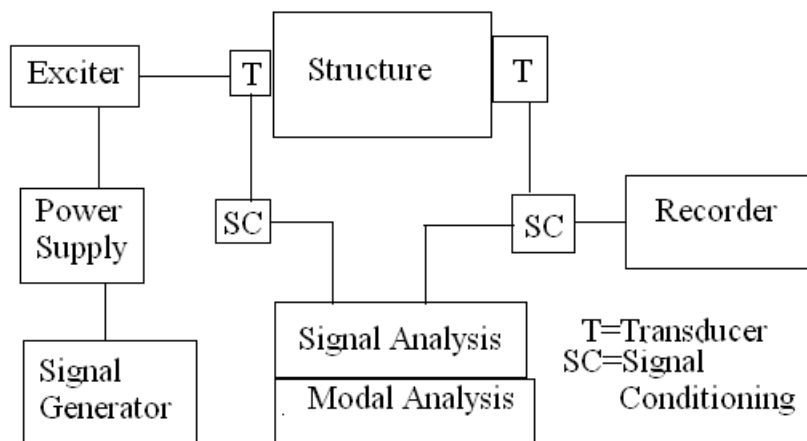 Exciter
T
Structure
T
Power
Supply
SC
SC
Recorder
Signal
Generator
Signal Analysis
Modal Analysis
T=Transducer
SC=Signal
Conditioning